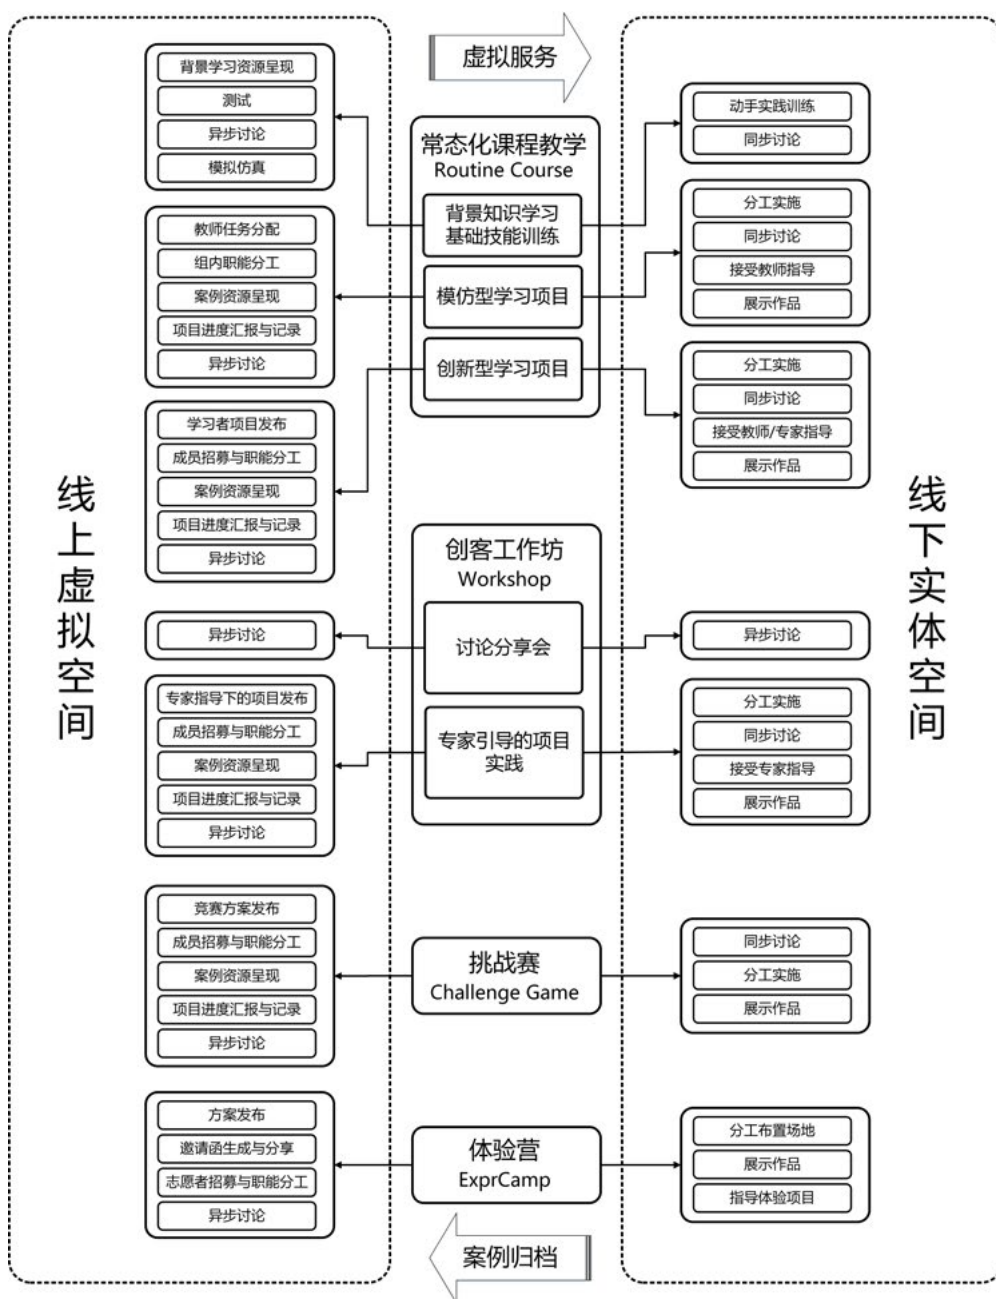 虚拟服务
线上虚拟空间
背景学习资源呈现
测试
异步讨论
模拟仿真
教师任务分配
组内职能分工
案例资源呈现
项目进度汇报与记录
异步讨论
学习者项目发布
成员招募与职能分工
案例资源呈现
项目进度汇报与记录
异步讨论
异步讨论
专家指导下的项目发布
成员招募与职能分工
案例资源呈现
项目进度汇报与记录
异步讨论
竞赛方案发布
成员招募与职能分工
案例资源呈现
项目进度汇报与记录
异步讨论
方案发布
邀请函生成与分享
志愿者招募与职能分工
异步讨论
常态化课程教学
Routine Course
背景知识学习
基础技能训练
模仿型学习项目
创新型学习项目
创客工作坊
Workshop
讨论分享会
专家引导的项目
实践
挑战赛
Challenge Game
体验营
ExprCamp
动手实践训练
同步讨论
分工实施
同步讨论
接受教师指导
展示作品
分工实施
同步讨论
接受教师/专家指导
展示作品
异步讨论
分工实施
同步讨论
接受专家指导
展示作品
同步讨论
分工实施
展示作品
分工布置场地
展示作品
指导体验项目
线下实体空间
案例归档